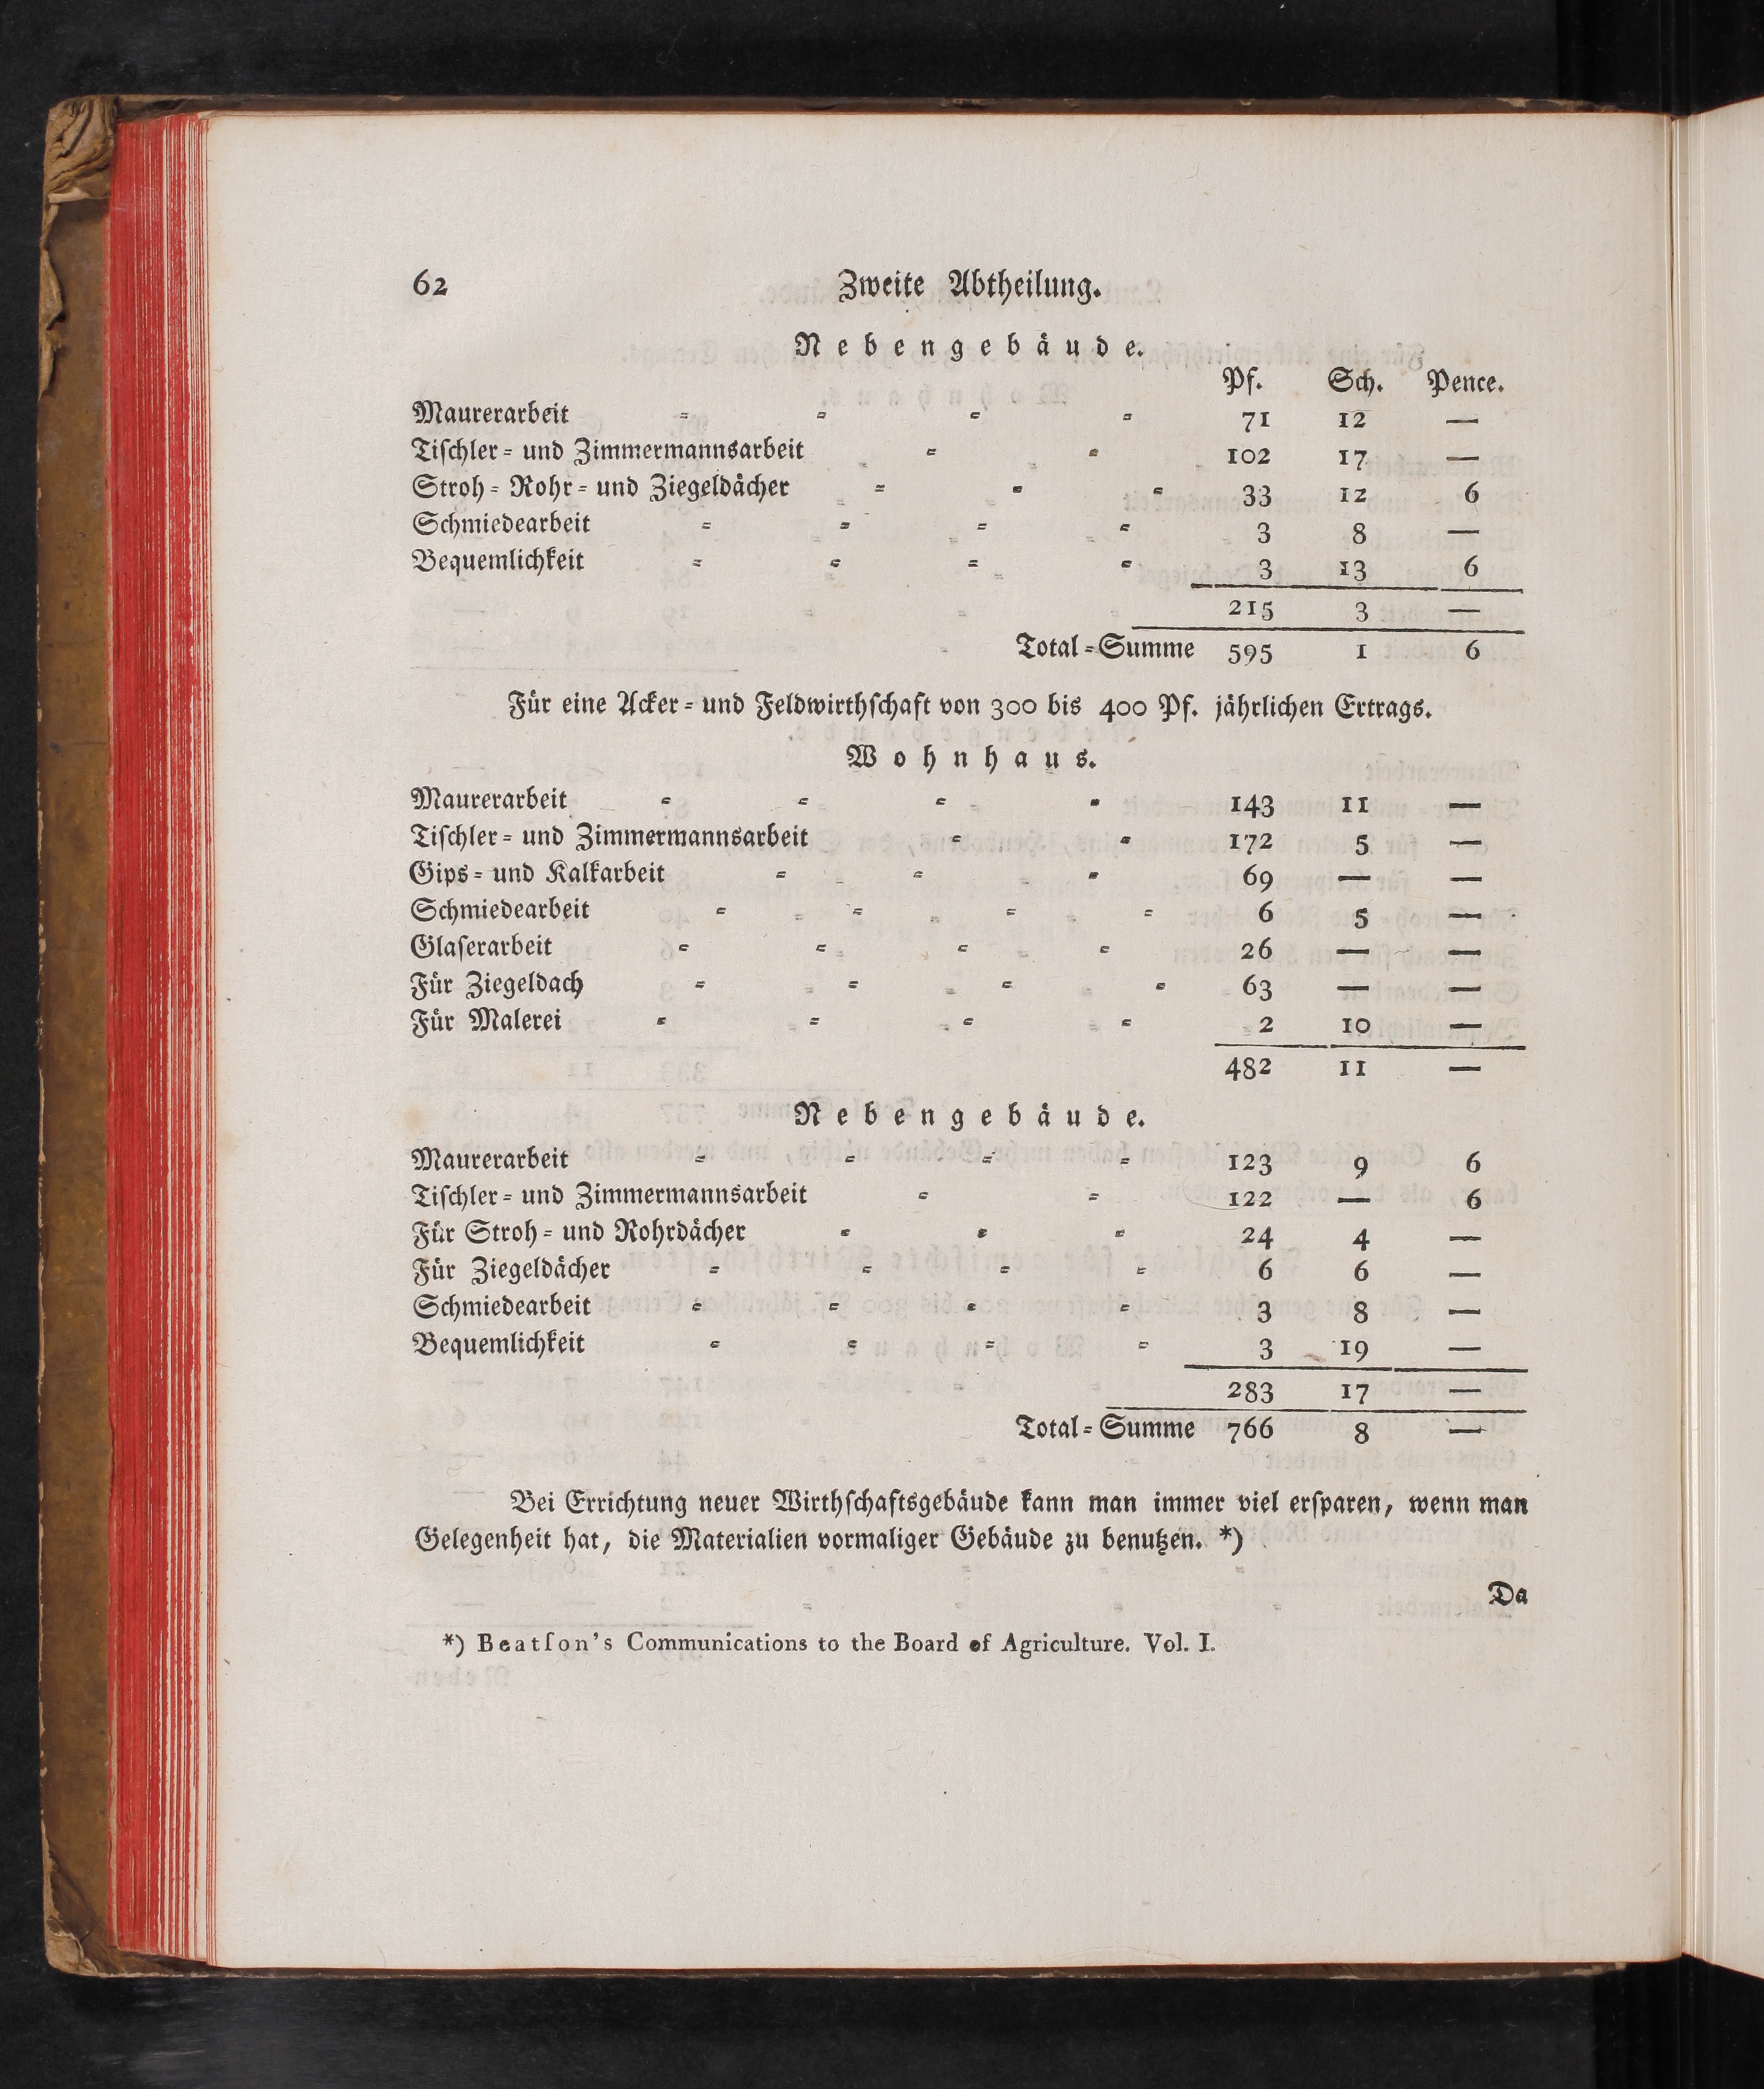 62 Zweite Abtheilung.
Nebengebäude.
Pf. Sch. Pence.
Maurerarbeit = = = = 71 12 —
Tiſchler= und Zimmermannsarbeit = = 102 17 —
Stroh= Rohr= und Ziegeldächer = = = 33 12 6
Schmiedearbeit = = = = 3 8 —
Bequemlichkeit = = = = 3 13 6
215 3 —
Total=Summe 595 1 6
Für eine Acker= und Feldwirthſchaft von 300 bis 400 Pf. jährlichen Ertrags.
Wohnhaus.
Maurerarbeit = = = = 143 11 —
Tiſchler= und Zimmermannsarbeit = = 172 5 —
Gips= und Kalkarbeit = = = 69 — —
Schmiedearbeit = = = = 6 5 —
Glaſerarbeit = = = = 26 — —
Für Ziegeldach = = = = 63 — —
Für Malerei = = = = 2 10 —
482 11 —
Nebengebäude.
Maurerarbeit = = = = 123 9 6
Tiſchler= und Zimmermannsarbeit = = 122 — 6
Für Stroh= und Rohrdächer = = = 24 4 —
Für Ziegeldächer = = = = 6 6 —
Schmiedearbeit = = = = 3 8 —
Bequemlichkeit = = = = 3 19 —
283 17 —
Total=Summe 766 8 —
Bei Errichtung neuer Wirthſchaftsgebäude kann man immer viel erſparen, wenn man
Gelegenheit hat, die Materialien vormaliger Gebäude zu benutzen. *)
Da
*) Beatſon's Communications to the Board of Agriculture. Vol. I.